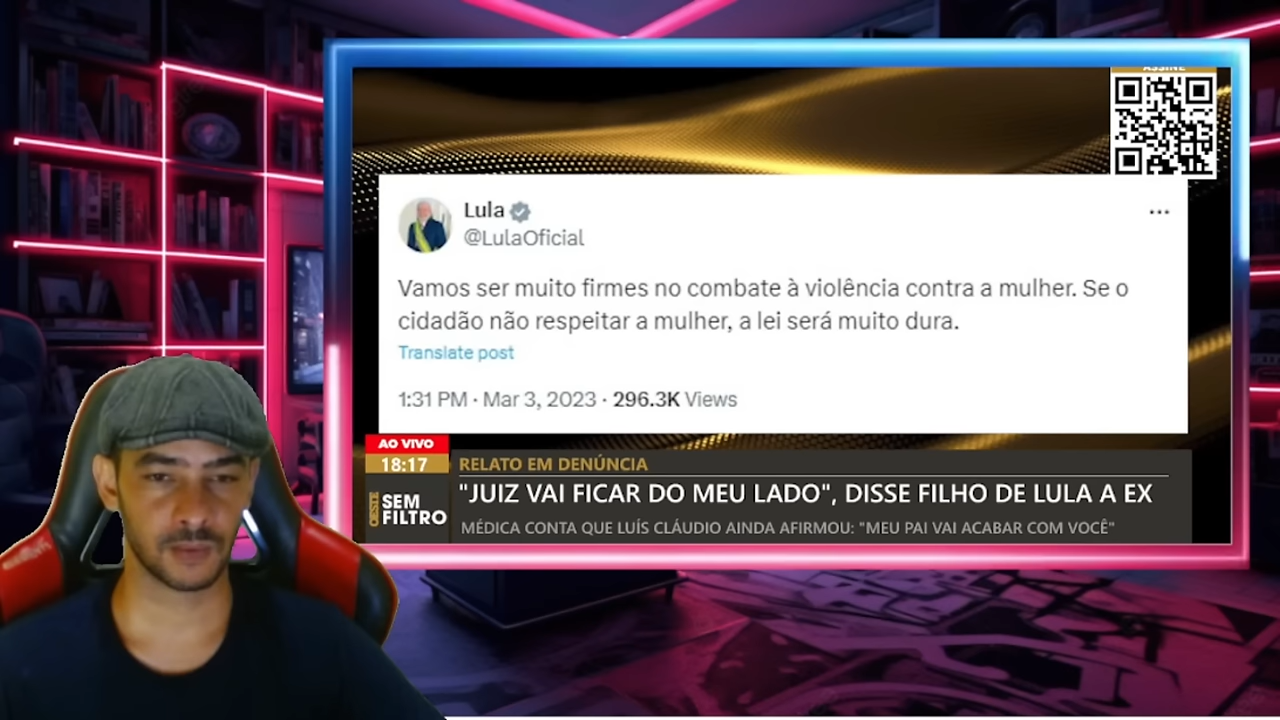 ASSINE
Lula
@LulaOficial
Vamos ser muito firmes no combate à violência contra a mulher. Se o
cidadão não respeitar a mulher, a lei será muito dura.
Translate post
1:31 PM · Mar 3, 2023 · 296.3K Views
AO VIVO
18:17
RELATO EM DENÚNCIA
"JUIZ VAI FICAR DO MEU LADO", DISSE FILHO DE LULA A EX
MÉDICA CONTA QUE LUÍS CLÁUDIO AINDA AFIRMOU: "MEU PAI VAI ACABAR COM VOCÊ"
OESTE
SEM
FILTRO